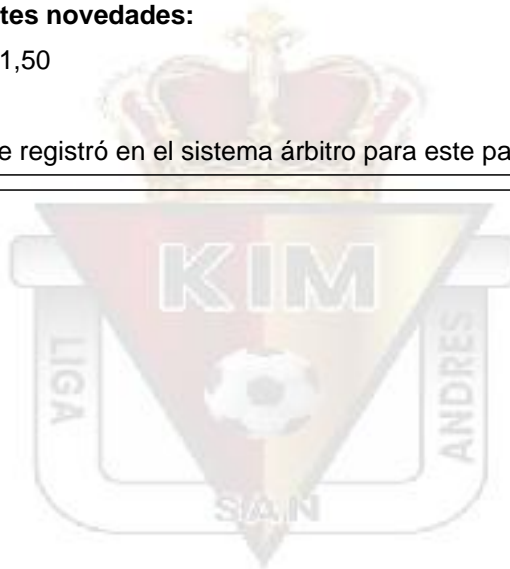 tes novedades:
1,50
e registró en el sistema árbitro para este pa
KIM
LIGA
ANDRES
SAN